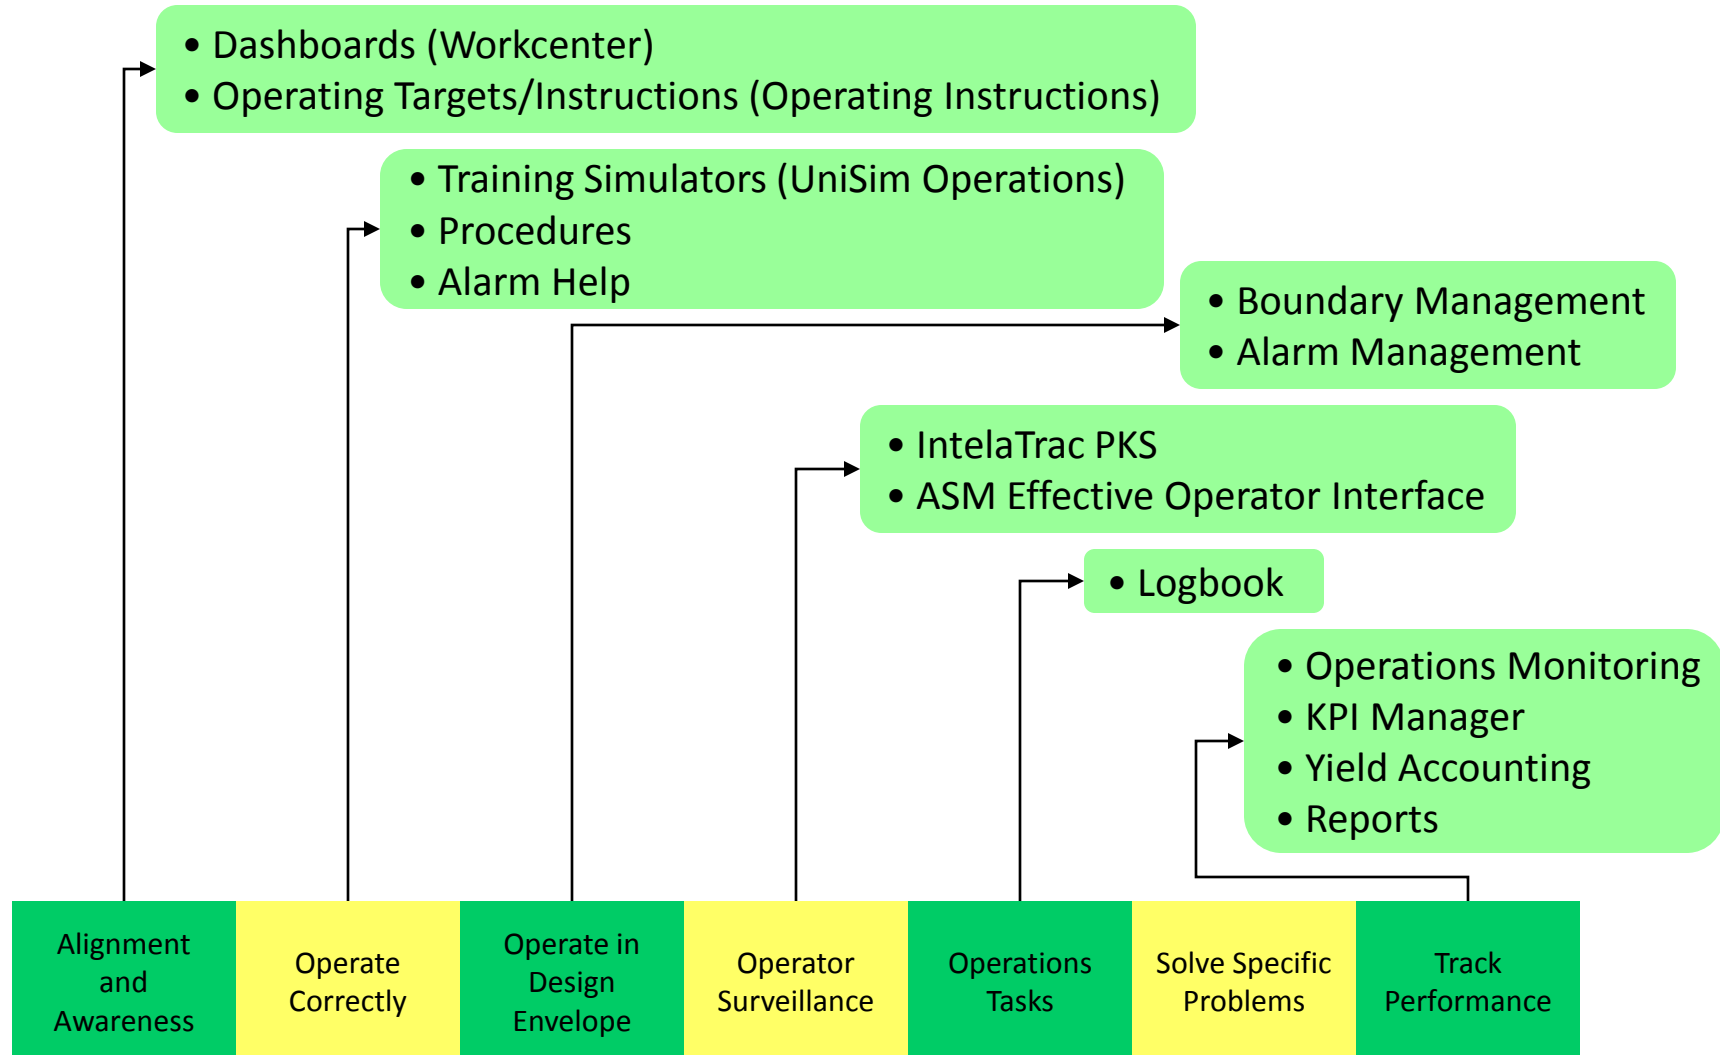 • Dashboards (Workcenter)
• Operating Targets/Instructions (Operating Instructions)
• Training Simulators (UniSim Operations)
• Procedures
• Alarm Help
• Boundary Management
• Alarm Management
• IntelaTrac PKS
• ASM Effective Operator Interface
• Logbook
• Operations Monitoring
• KPI Manager
• Yield Accounting
• Reports
Alignment
and
Awareness
Operate
Correctly
Operate in
Design
Envelope
Operator
Surveillance
Operations
Tasks
Solve Specific
Problems
Track
Performance